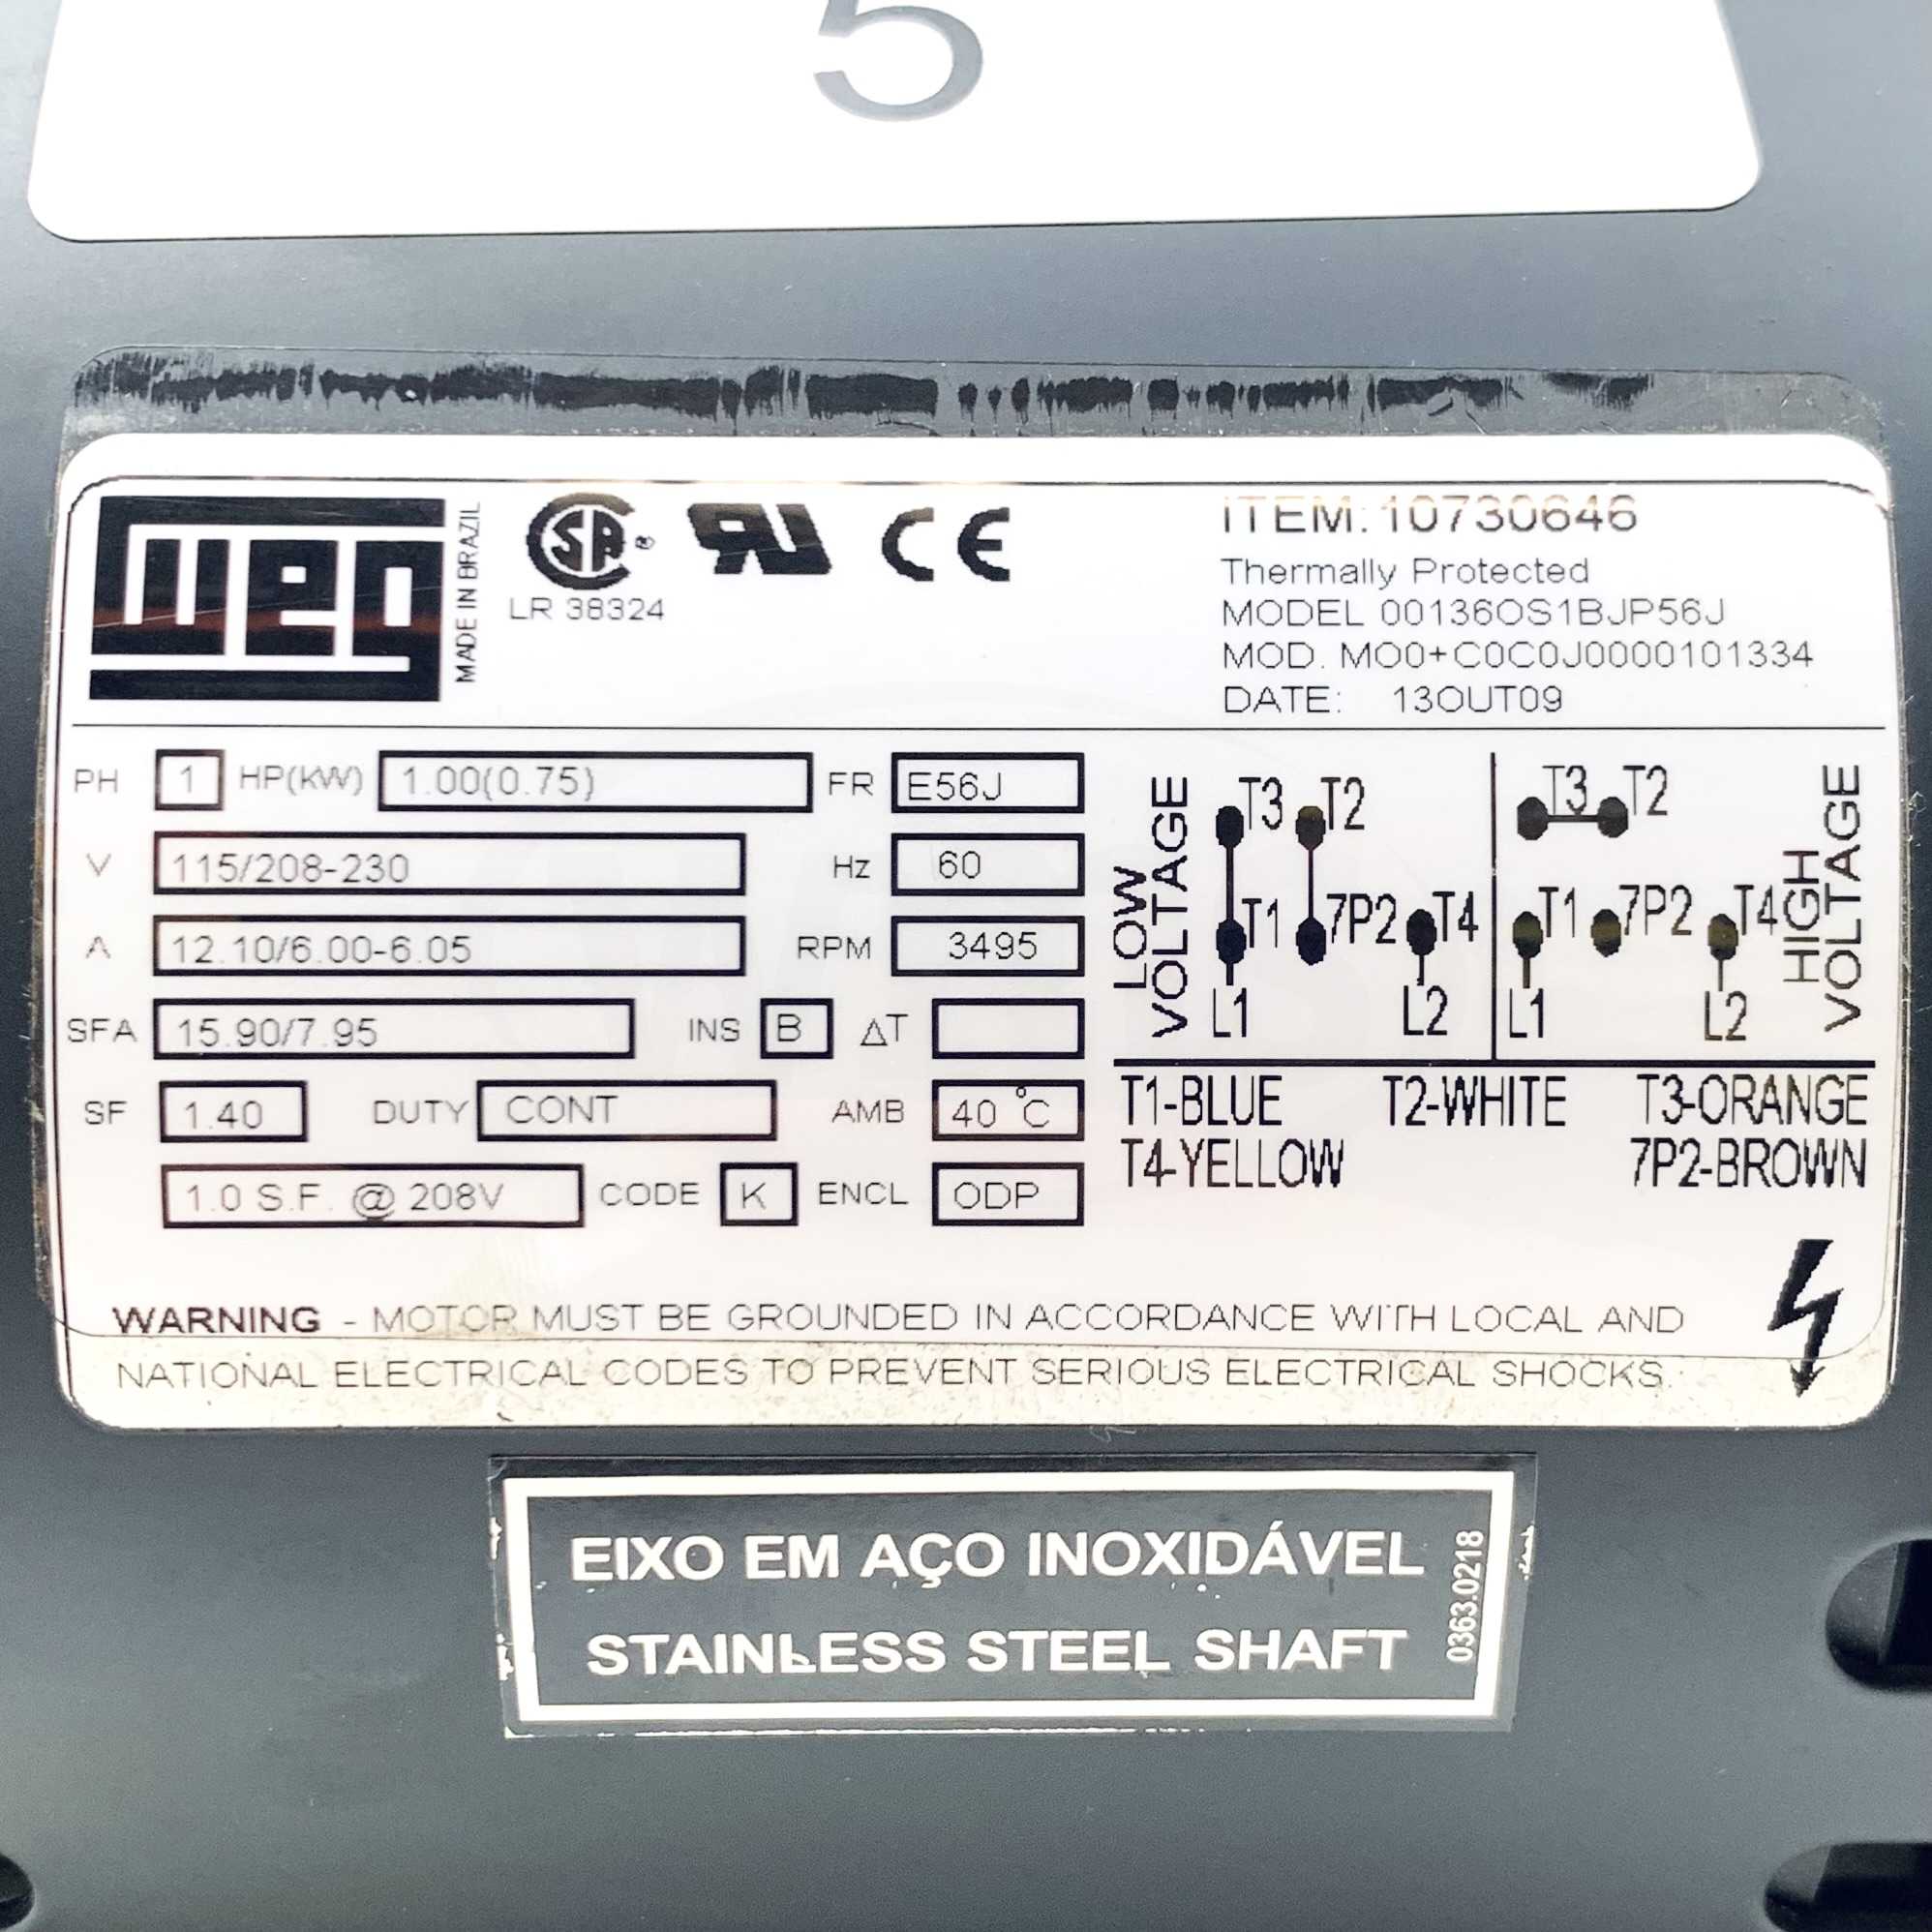 5
weg
MADE IN BRAZIL
CSA ®
LR 38324
RU CE
ITEM: 10730646
Thermally Protected
MODEL 00136OS1BJP56J
MOD. MO0+C0C0J0000101334
DATE: 13OUT09
PH 1 HP(KW) 1.00(0.75) FR E56J
V 115/208-230 Hz 60
A 12.10/6.00-6.05 RPM 3495
SFA 15.90/7.95 INS B ΔT
SF 1.40 DUTY CONT AMB 40 °C
1.0 S.F. @ 208V CODE K ENCL ODP
LOW VOLTAGE
T3 T2
T1 7P2 T4
L1 L2
T3 T2
T1 7P2 T4
L1 L2
HIGH VOLTAGE
T1-BLUE T2-WHITE T3-ORANGE
T4-YELLOW 7P2-BROWN
WARNING - MOTOR MUST BE GROUNDED IN ACCORDANCE WITH LOCAL AND
NATIONAL ELECTRICAL CODES TO PREVENT SERIOUS ELECTRICAL SHOCKS.
EIXO EM AÇO INOXIDÁVEL
STAINLESS STEEL SHAFT
0363.0218